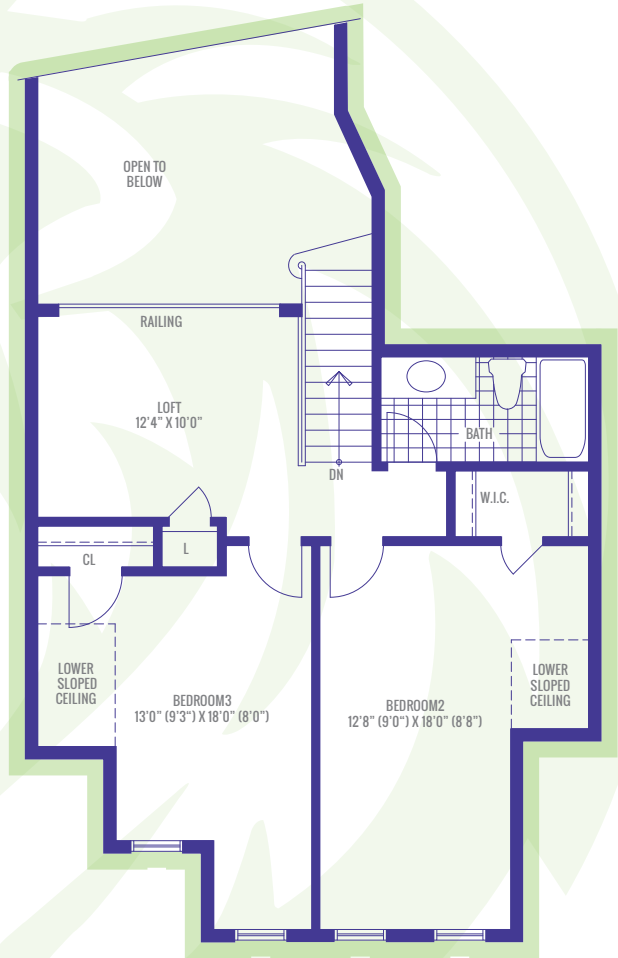 OPEN TO
BELOW
RAILING
LOFT
12'4" X 10'0"
BATH
DN
W.I.C.
L
CL
LOWER
SLOPED
CEILING
LOWER
SLOPED
CEILING
BEDROOM3
13'0" (9'3") X 18'0" (8'0")
BEDROOM2
12'8" (9'0") X 18'0" (8'8")